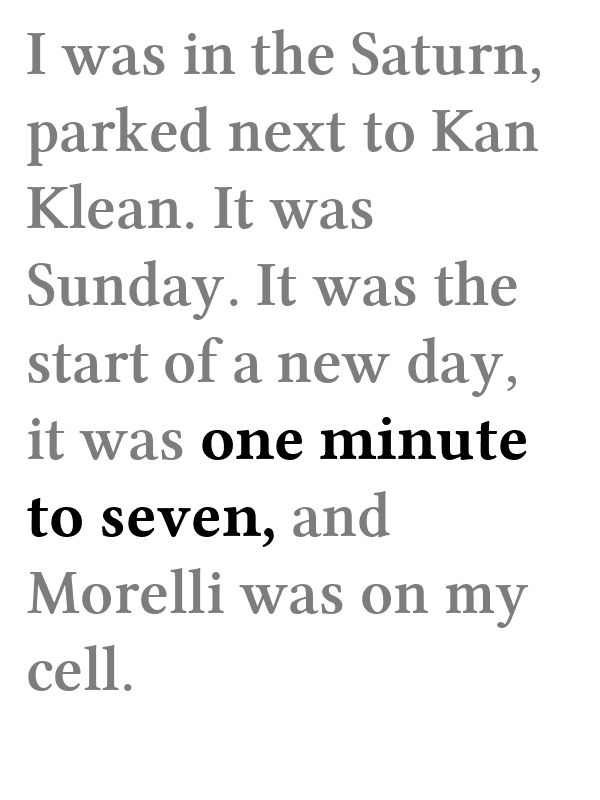 I was in the Saturn,
parked next to Kan
Klean. It was
Sunday. It was the
start of a new day,
it was one minute
to seven, and
Morelli was on my
cell.